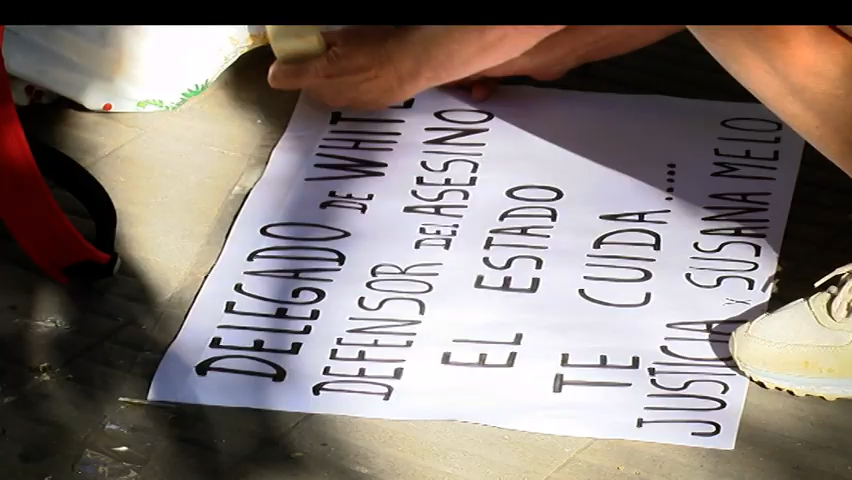 DELEGADO DE WHITE
DEFENSOR DEL ASESINO
EL ESTADO
TE CUIDA.....
JUSTICIA X SUSANA MELO